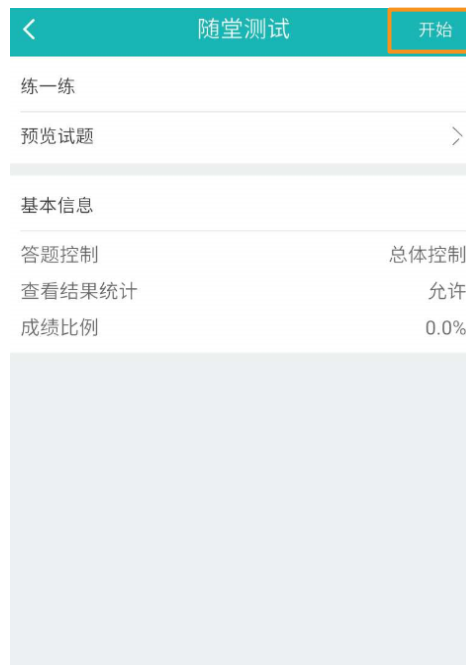 随堂测试 开始
练一练
预览试题
基本信息
答题控制 总体控制
查看结果统计 允许
成绩比例 0.0%